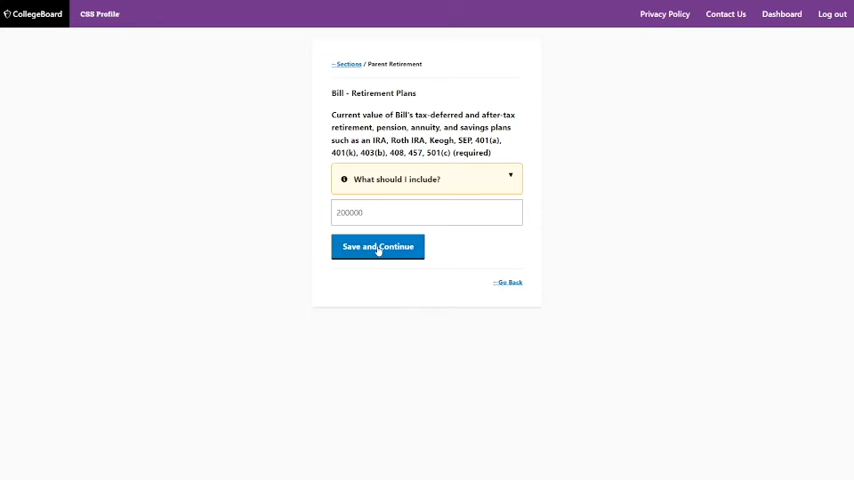 CollegeBoard CSS Profile Privacy Policy Contact Us Dashboard Log out
Sections / Parent Retirement
Bill - Retirement Plans
Current value of Bill's tax-deferred and after-tax
retirement, pension, annuity, and savings plans
such as an IRA, Roth IRA, Keogh, SEP, 401(a),
401(k), 403(b), 408, 457, 501(c) (required)
What should I include?
200000
Save and Continue
Go Back